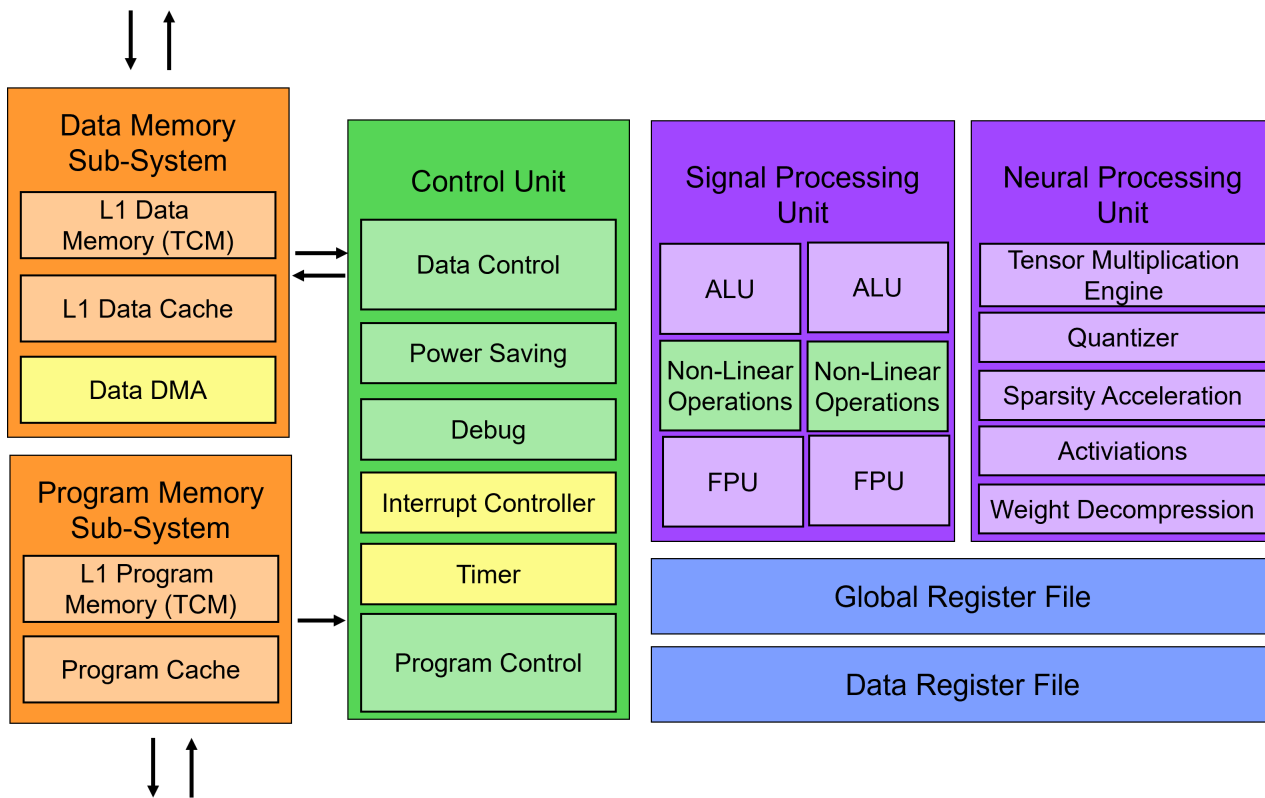 Data Memory
Sub-System
L1 Data
Memory (TCM)
L1 Data Cache
Data DMA
Program Memory
Sub-System
L1 Program
Memory (TCM)
Program Cache
Control Unit
Data Control
Power Saving
Debug
Interrupt Controller
Timer
Program Control
Signal Processing
Unit
ALU
ALU
Non-Linear
Operations
Non-Linear
Operations
FPU
FPU
Neural Processing
Unit
Tensor Multiplication
Engine
Quantizer
Sparsity Acceleration
Activiations
Weight Decompression
Global Register File
Data Register File